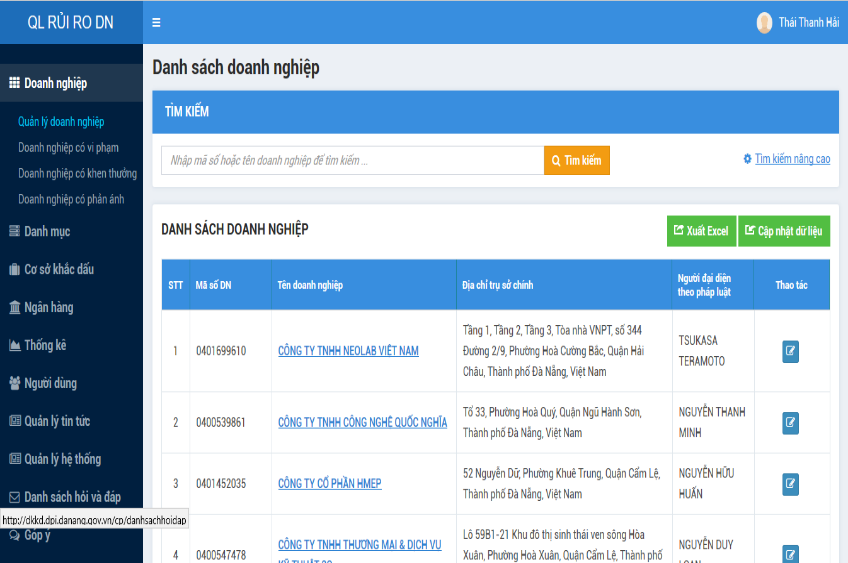 QL RỦI RO DN
Thái Thanh Hải
Doanh nghiệp
Quản lý doanh nghiệp
Doanh nghiệp có vi phạm
Doanh nghiệp có khen thưởng
Doanh nghiệp có phản ánh
Danh mục
Cơ sở khắc dấu
Ngân hàng
Thống kê
Người dùng
Quản lý tin tức
Quản lý hệ thống
Danh sách hỏi và đáp
http://dkkd.dpi.danang.gov.vn/cp/danhsachhoidap
Góp ý
Danh sách doanh nghiệp
TÌM KIẾM
Nhập mã số hoặc tên doanh nghiệp để tìm kiếm ...
Tìm kiếm
Tìm kiếm nâng cao
DANH SÁCH DOANH NGHIỆP
Xuất Excel
Cập nhật dữ liệu
STT
Mã số DN
Tên doanh nghiệp
Địa chỉ trụ sở chính
Người đại diện
theo pháp luật
Thao tác
1
0401699610
CÔNG TY TNHH NEOLAB VIỆT NAM
Tầng 1, Tầng 2, Tầng 3, Tòa nhà VNPT, số 344
Đường 2/9, Phường Hoà Cường Bắc, Quận Hải
Châu, Thành phố Đà Nẵng, Việt Nam
TSUKASA
TERAMOTO
2
0400539861
CÔNG TY TNHH CÔNG NGHỆ QUỐC NGHĨA
Tổ 33, Phường Hoà Quý, Quận Ngũ Hành Sơn,
Thành phố Đà Nẵng, Việt Nam
NGUYỄN THANH
MINH
3
0401452035
CÔNG TY CỔ PHẦN HMEP
52 Nguyễn Dữ, Phường Khuê Trung, Quận Cẩm Lệ,
Thành phố Đà Nẵng, Việt Nam
NGUYỄN HỮU
HUẤN
4
0400547478
CÔNG TY TNHH THƯƠNG MẠI & DỊCH VỤ
Lô 59B1-21 Khu đô thị sinh thái ven sông Hòa
Xuân, Phường Hoà Xuân, Quận Cẩm Lệ, Thành phố
NGUYỄN DUY